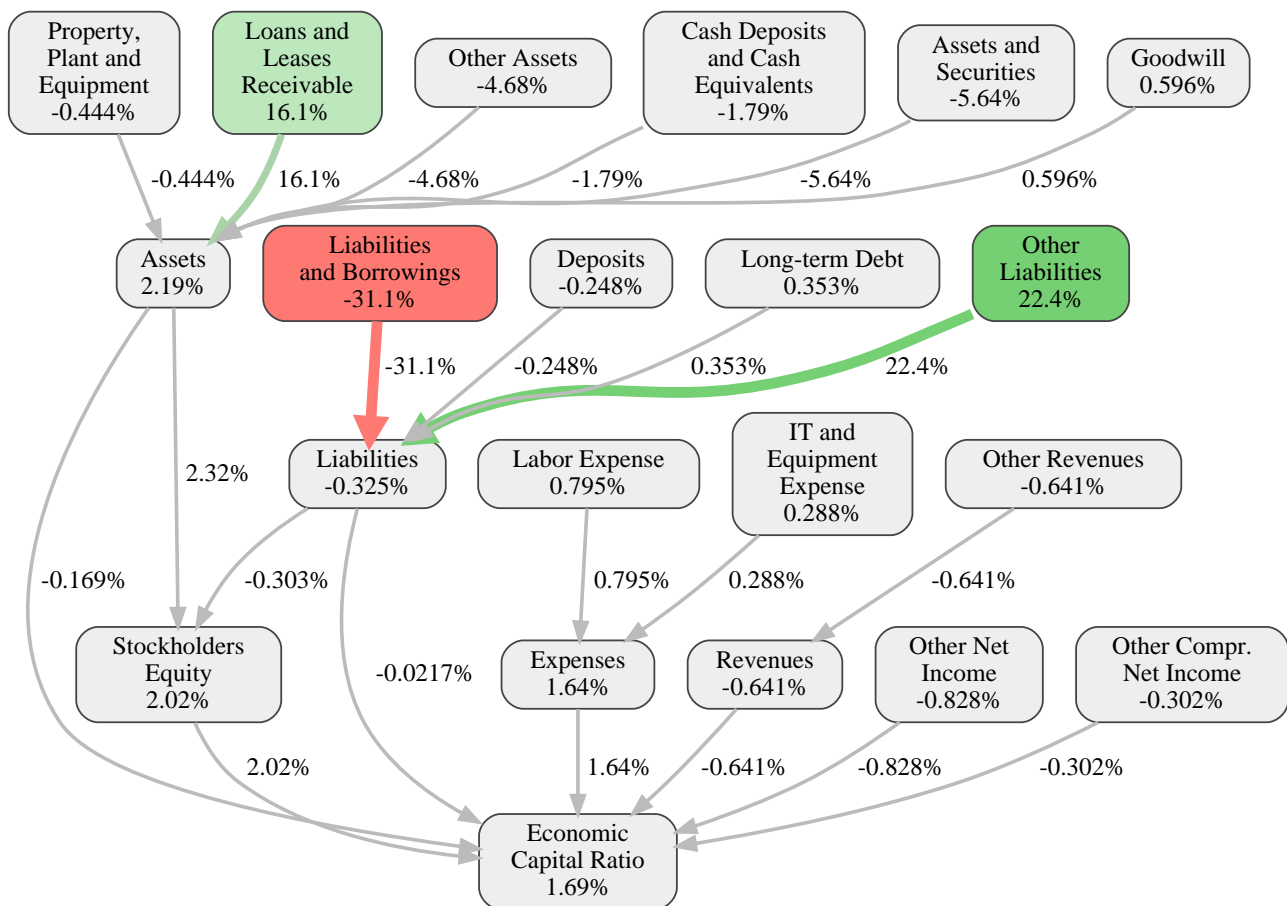 Property,
Plant and
Equipment
-0.444%
Loans and
Leases
Receivable
16.1%
Other Assets
-4.68%
Cash Deposits
and Cash
Equivalents
-1.79%
Assets and
Securities
-5.64%
Goodwill
0.596%
-0.444%
16.1%
-4.68%
-1.79%
-5.64%
0.596%
Assets
2.19%
Liabilities
and Borrowings
-31.1%
Deposits
-0.248%
Long-term Debt
0.353%
Other
Liabilities
22.4%
-31.1%
-0.248%
0.353%
22.4%
2.32%
Liabilities
-0.325%
Labor Expense
0.795%
IT and
Equipment
Expense
0.288%
Other Revenues
-0.641%
-0.169%
-0.303%
0.795%
0.288%
-0.641%
Stockholders
Equity
2.02%
-0.0217%
Expenses
1.64%
Revenues
-0.641%
Other Net
Income
-0.828%
Other Compr.
Net Income
-0.302%
2.02%
1.64%
-0.641%
-0.828%
-0.302%
Economic
Capital Ratio
1.69%